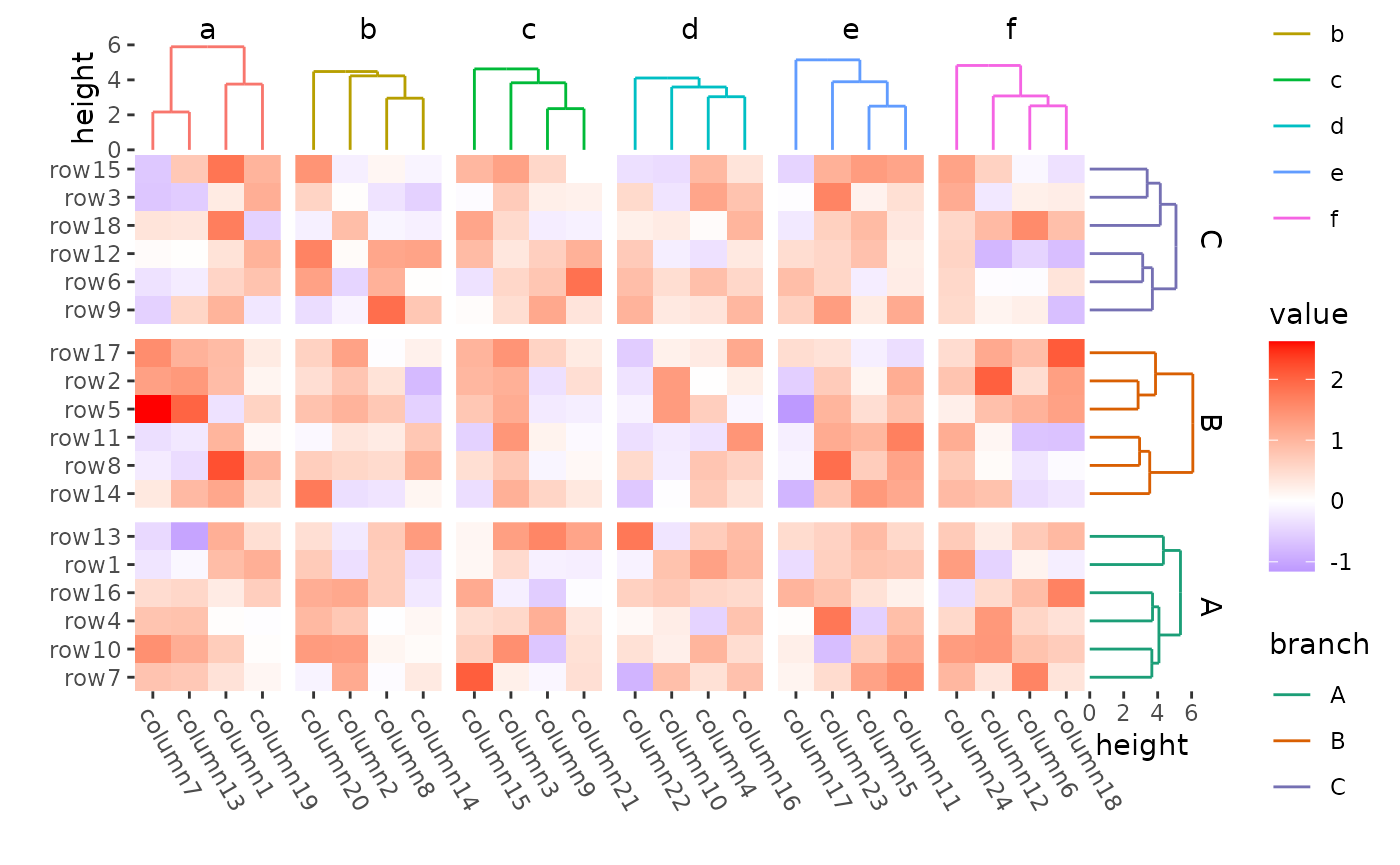 a b c d e f
height
6
4
2
0
row15
row3
row18
row12
row6
row9
row17
row2
row5
row11
row8
row14
row13
row1
row16
row4
row10
row7
C
B
A
column7
column13
column1
column19
column20
column2
column8
column14
column15
column3
column9
column21
column22
column10
column4
column16
column17
column23
column5
column11
column24
column12
column6
column18
0 2 4 6
height
b
c
d
e
f
value
2
1
0
-1
branch
A
B
C